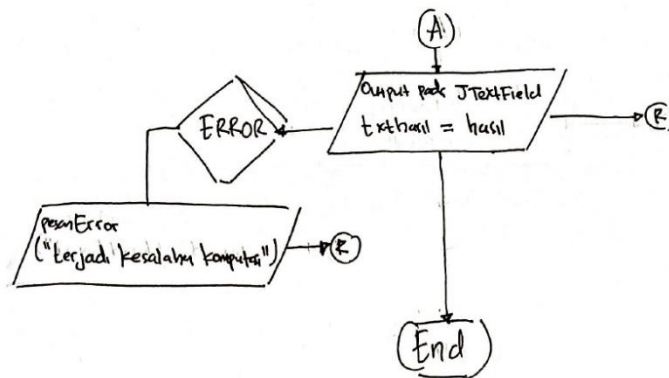 A
Output pada JTextField
txthasil = hasil
R
ERROR
pesanError
("terjadi kesalahan komputasi")
R
End